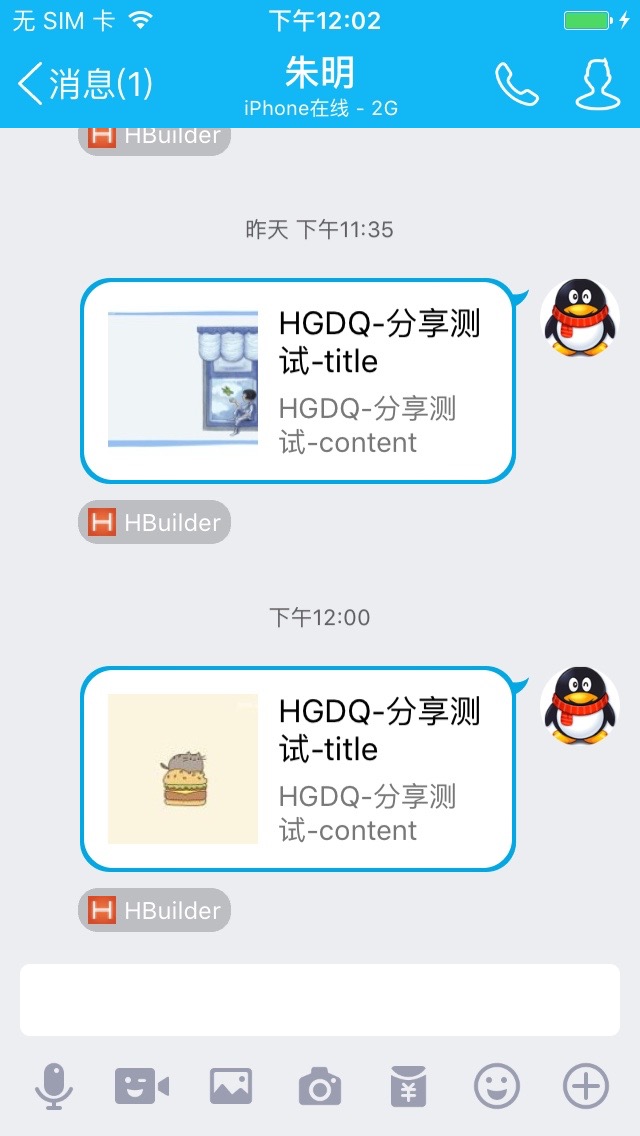 无 SIM 卡
下午12:02
消息(1)
朱明
iPhone在线 - 2G
HBuilder
昨天 下午11:35
HGDQ-分享测
试-title
HGDQ-分享测
试-content
HBuilder
下午12:00
HGDQ-分享测
试-title
HGDQ-分享测
试-content
HBuilder